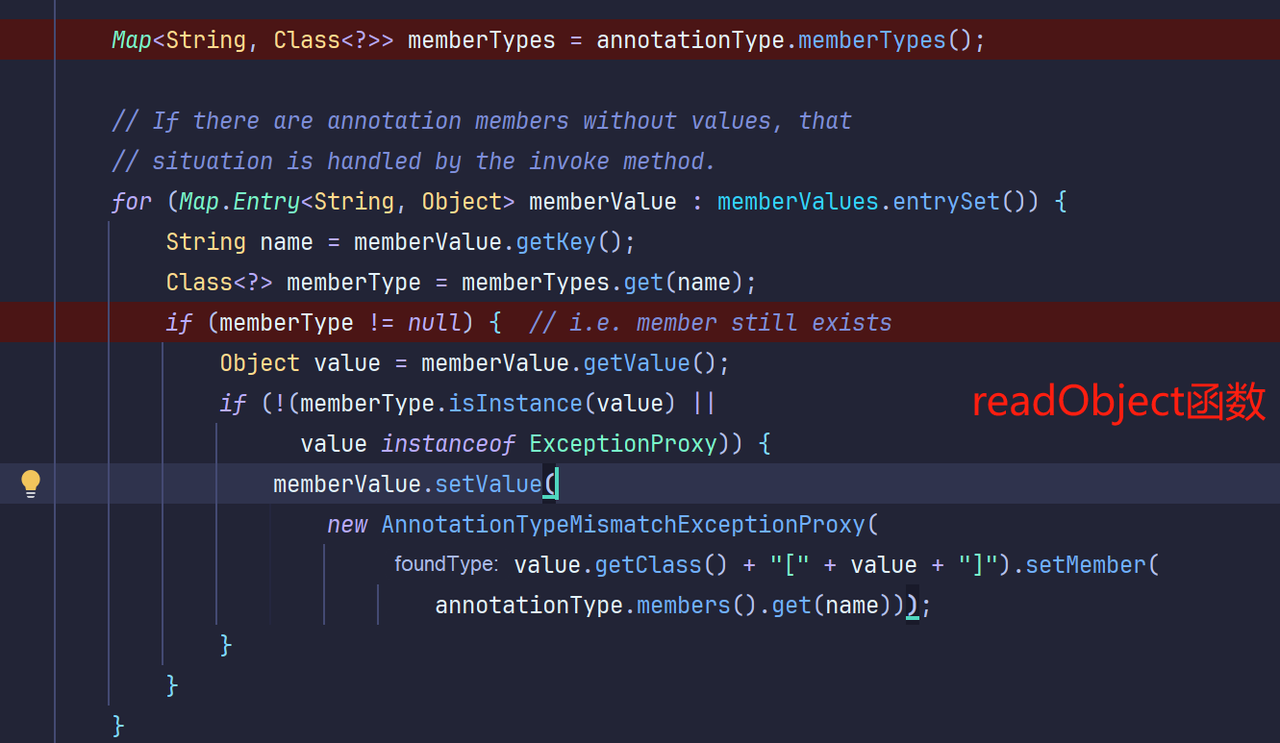 Map<String, Class<?>> memberTypes = annotationType.memberTypes();
// If there are annotation members without values, that
// situation is handled by the invoke method.
for (Map.Entry<String, Object> memberValue : memberValues.entrySet()) {
String name = memberValue.getKey();
Class<?> memberType = memberTypes.get(name);
if (memberType != null) {  // i.e. member still exists
Object value = memberValue.getValue();
if (!(memberType.isInstance(value) ||
readObject函数
value instanceof ExceptionProxy)) {
memberValue.setValue(
new AnnotationTypeMismatchExceptionProxy(
foundType: value.getClass() + "[" + value + "]").setMember(
annotationType.members().get(name)));
}
}
}